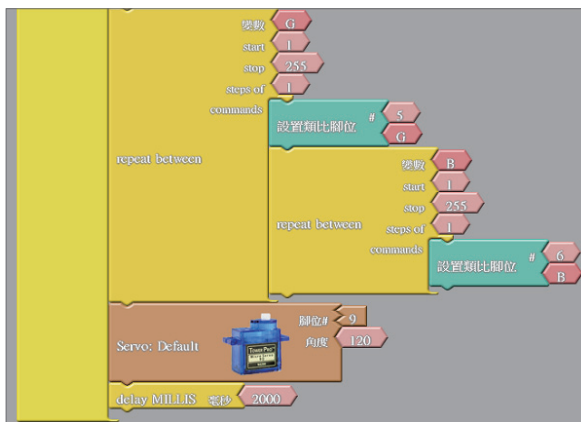 變數 G
start 1
stop 255
steps of 1
commands
設置類比腳位 # 5
G
repeat between
變數 B
start 1
stop 255
steps of 1
repeat between
commands
設置類比腳位 # 6
B
腳位# 9
角度 120
Servo: Default
Tower Pro
delay MILLIS 毫秒 2000